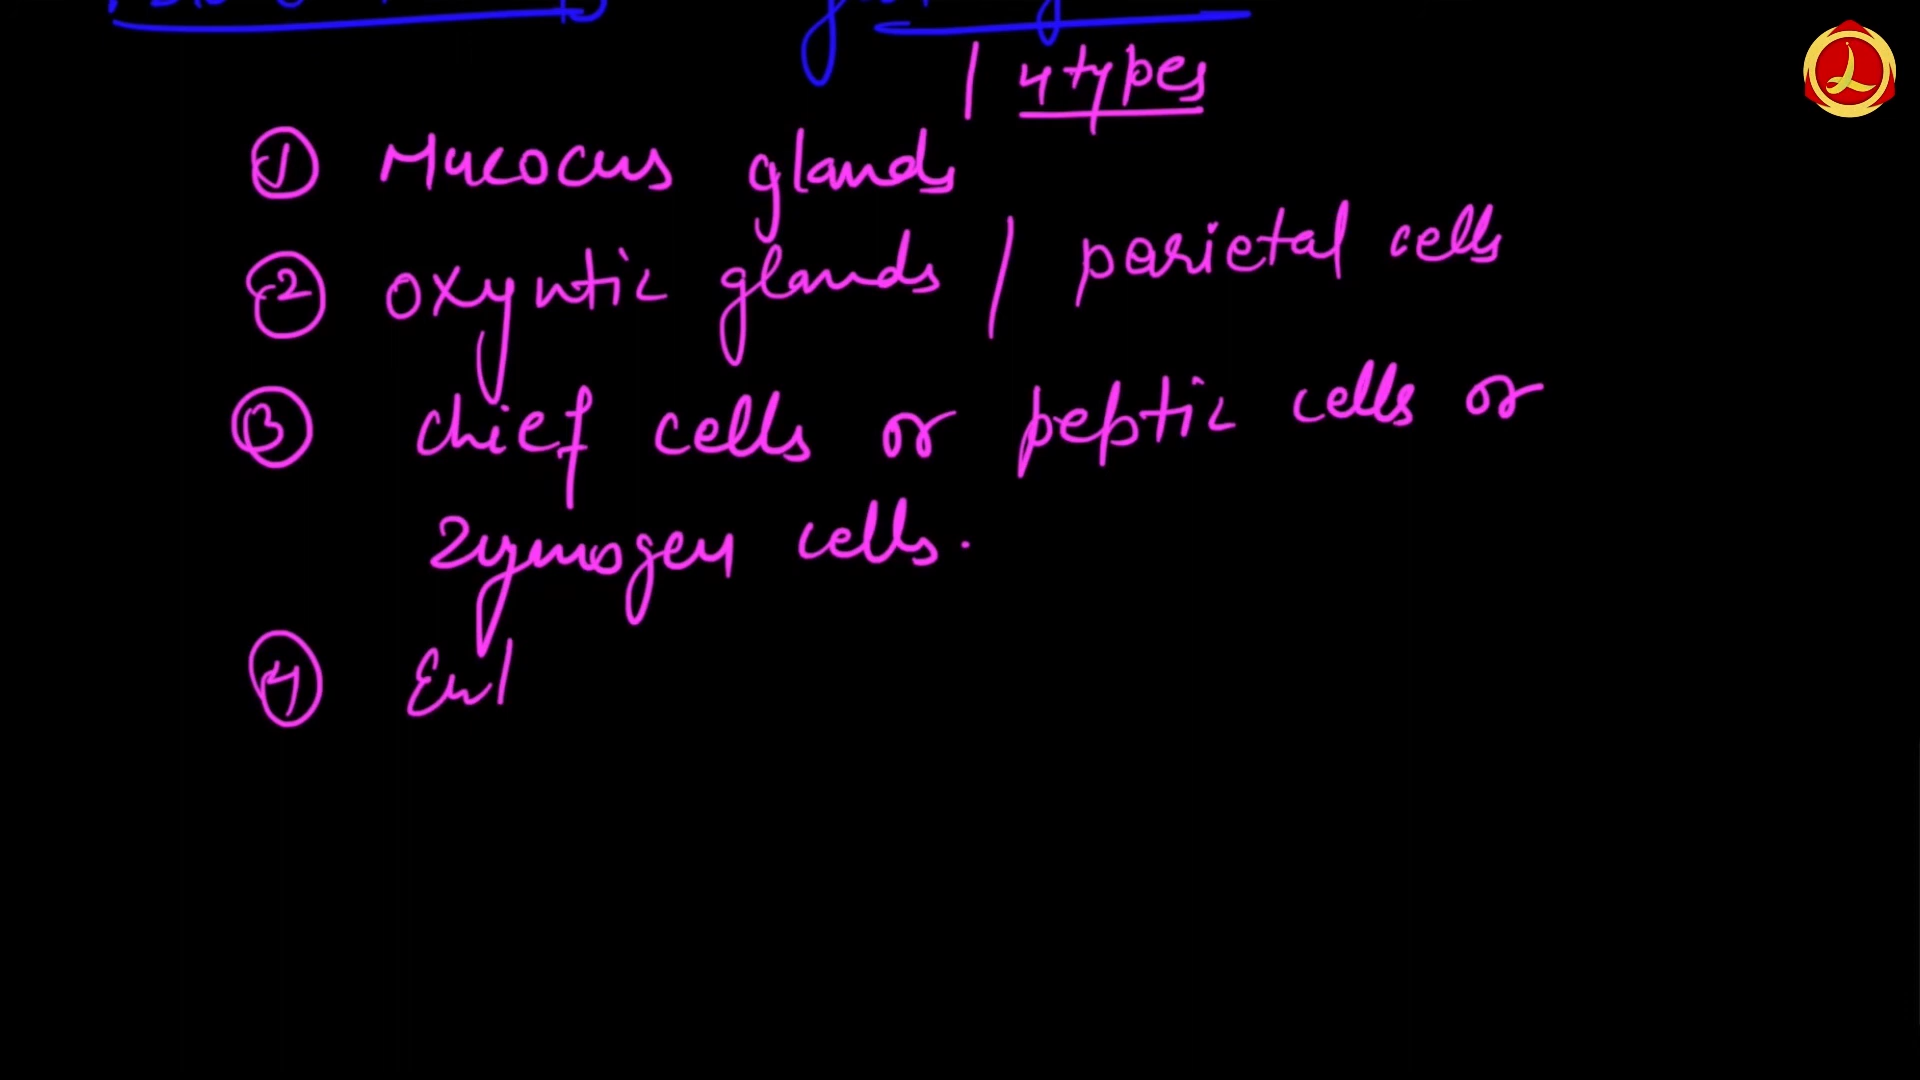 4 types
① Mucocus glands
② oxyntic glands / parietal cells
③ chief cells or peptic cells or
zymogen cells.
④ Ent